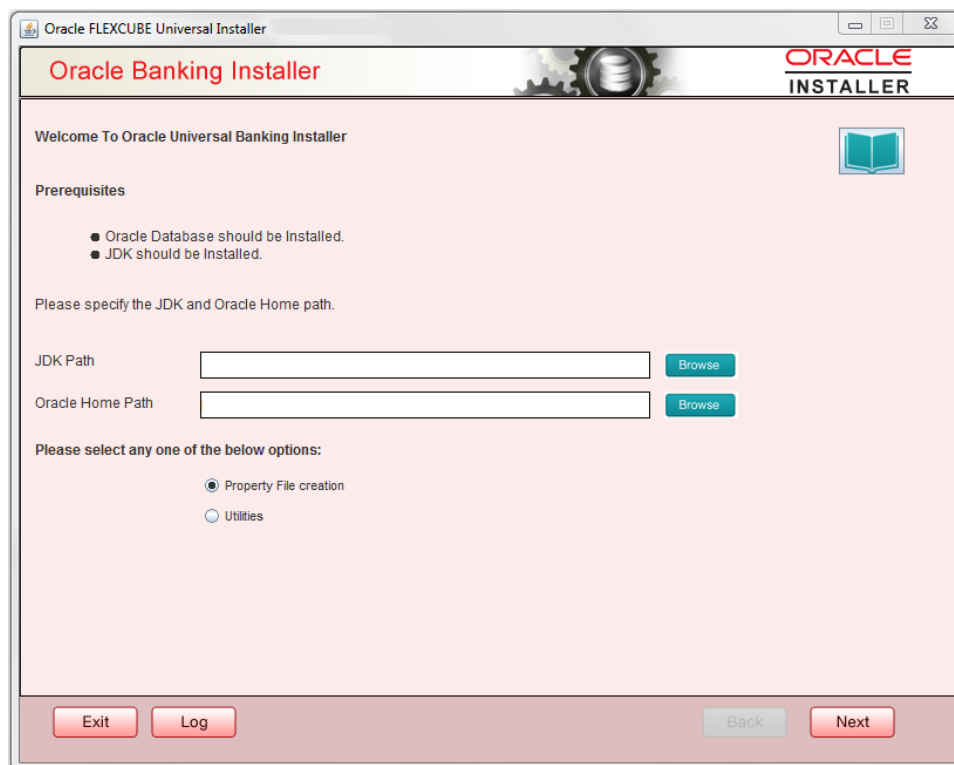 Oracle FLEXCUBE Universal Installer
Oracle Banking Installer
ORACLE
INSTALLER
Welcome To Oracle Universal Banking Installer
Prerequisites
Oracle Database should be Installed.
JDK should be Installed.
Please specify the JDK and Oracle Home path.
JDK Path
Browse
Oracle Home Path
Browse
Please select any one of the below options:
Property File creation
Utilities
Exit
Log
Back
Next